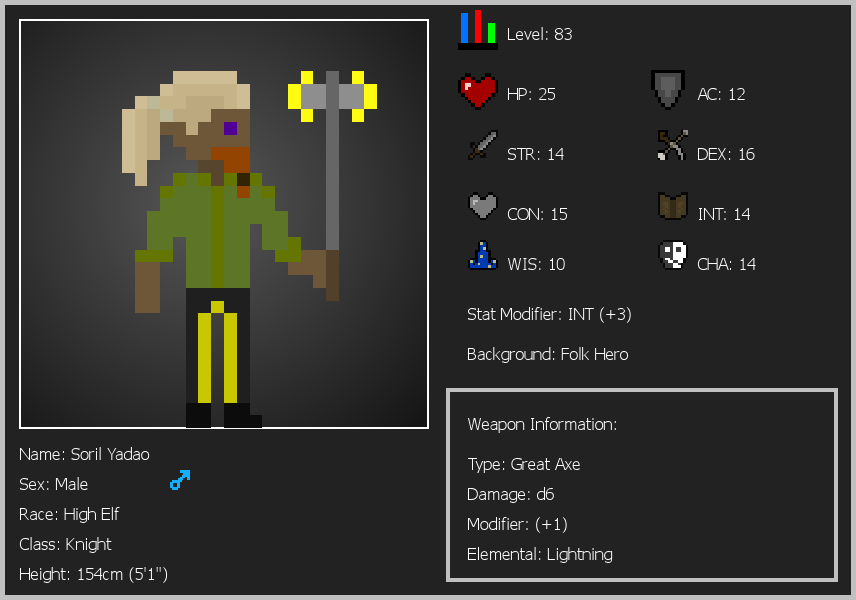 Level: 83
HP: 25
AC: 12
STR: 14
DEX: 16
CON: 15
INT: 14
WIS: 10
CHA: 14
Stat Modifier: INT (+3)
Background: Folk Hero
Weapon Information:
Type: Great Axe
Damage: d6
Modifier: (+1)
Elemental: Lightning
Name: Soril Yadao
Sex: Male
Race: High Elf
Class: Knight
Height: 154cm (5'1")